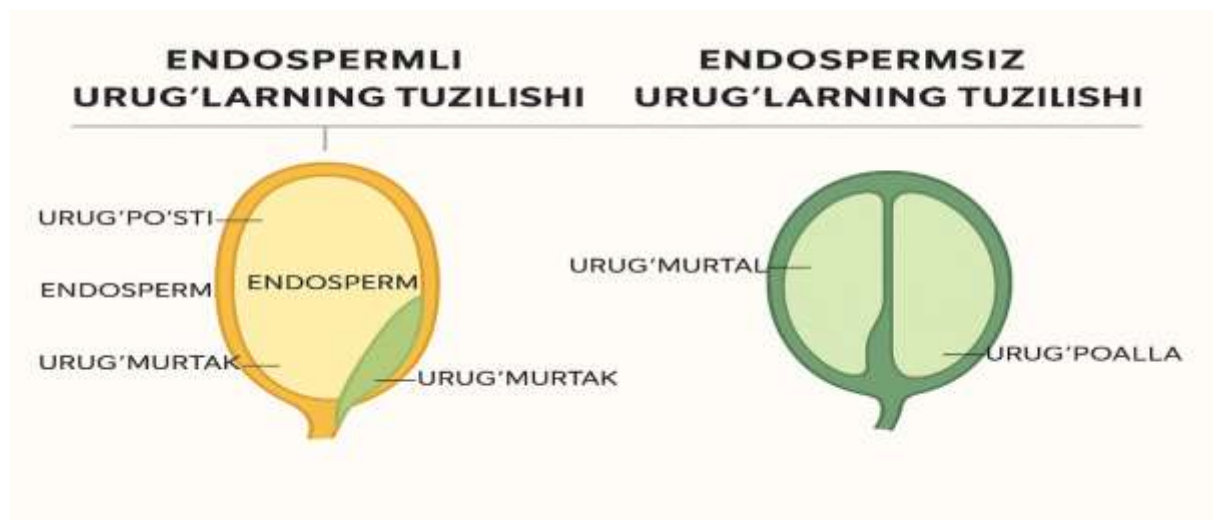 ENDOSPERMLI
URUG'LARNING TUZILISHI
ENDOSPERMSIZ
URUG'LARNING TUZILISHI
URUG'PO'STI
ENDOSPERM
ENDOSPERM
URUG'MURTAK
URUG'MURTAK
URUG'MURTAL
URUG'POALLA